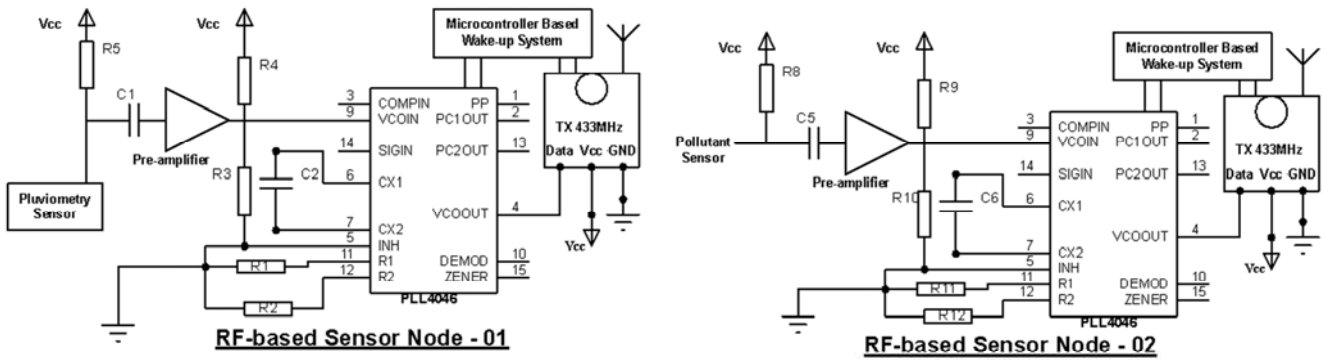 Vcc
Vcc
R5
R4
C1
Pre-amplifier
R3
C2
Pluviometry
Sensor
R1
R2
Microcontroller Based
Wake-up System
TX 433MHz
Data Vcc GND
Vcc
3 COMPIN
9 VCOIN
14 SIGIN
6 CX1
7 CX2
5 INH
11 R1
12 R2
PP 1
PC1OUT 2
PC2OUT 13
VCOOUT 4
DEMOD 10
ZENER 15
PLL4046
RF-based Sensor Node - 01
Vcc
Vcc
R8
R9
C5
Pollutant
Sensor
Pre-amplifier
R10
C6
R11
R12
Microcontroller Based
Wake-up System
TX 433MHz
Data Vcc GND
Vcc
3 COMPIN
9 VCOIN
14 SIGIN
6 CX1
7 CX2
5 INH
11 R1
12 R2
PP 1
PC1OUT 2
PC2OUT 13
VCOOUT 4
DEMOD 10
ZENER 15
PLL4046
RF-based Sensor Node - 02